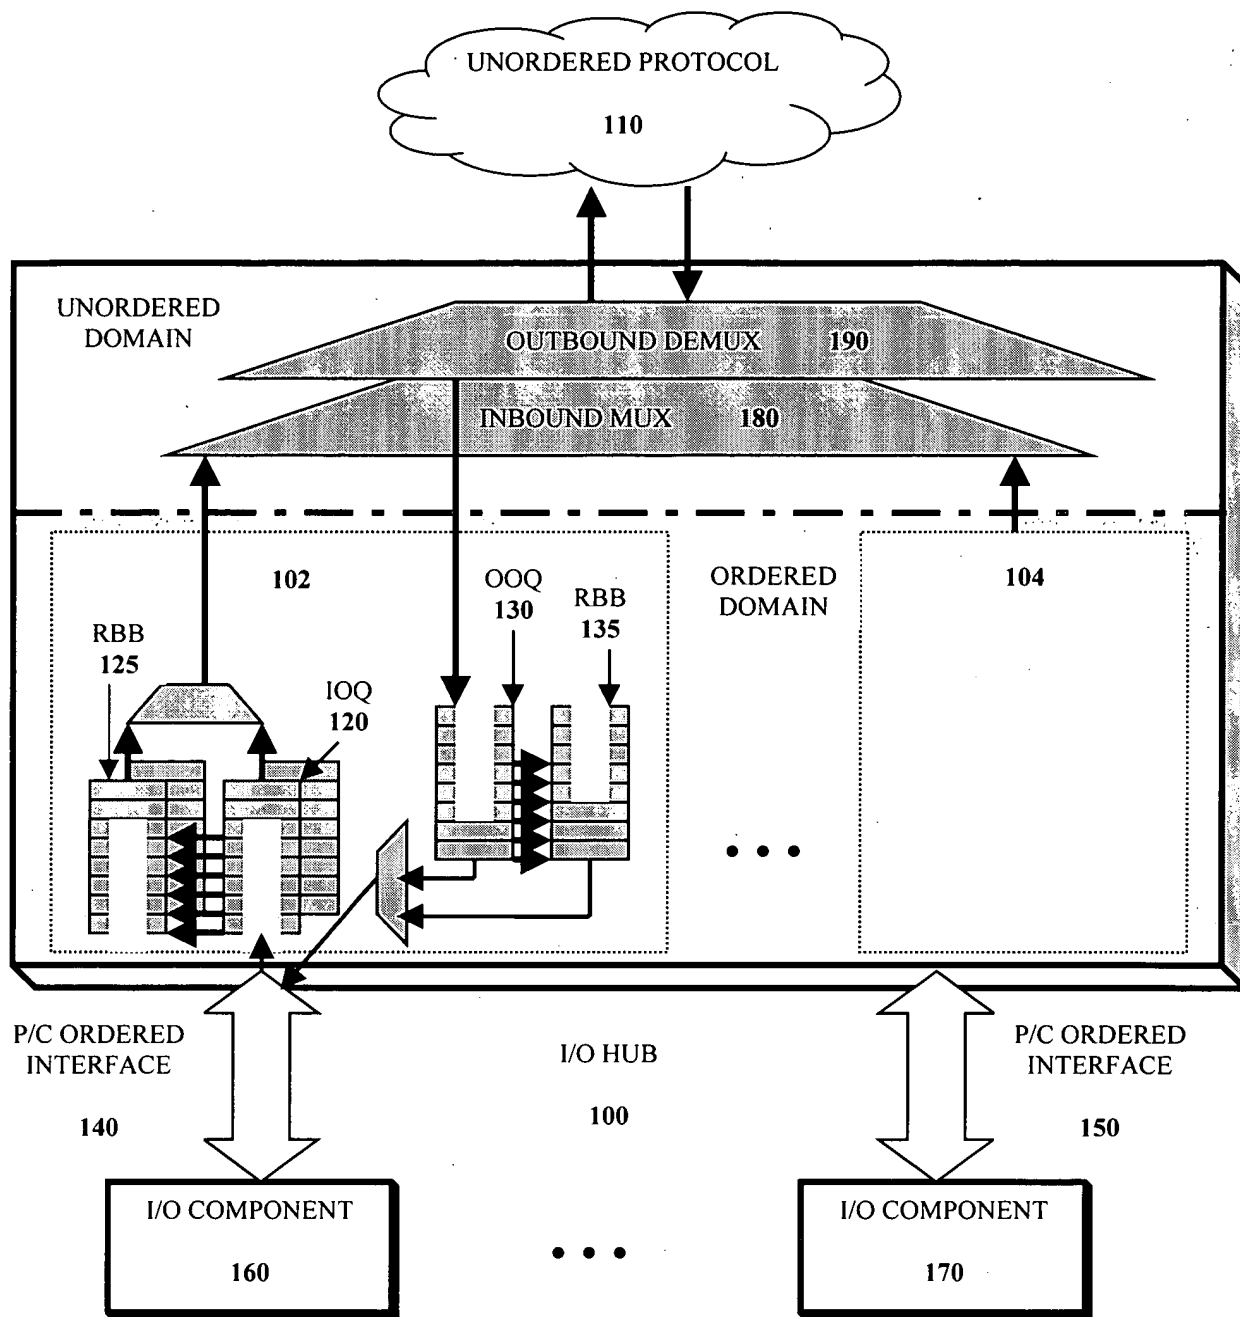 UNORDERED PROTOCOL
110
UNORDERED
DOMAIN
OUTBOUND DEMUX 190
INBOUND MUX 180
102
OOQ
130
RBB
135
ORDERED
DOMAIN
104
RBB
125
IOQ
120
P/C ORDERED
INTERFACE
140
I/O HUB
100
P/C ORDERED
INTERFACE
150
I/O COMPONENT
160
I/O COMPONENT
170